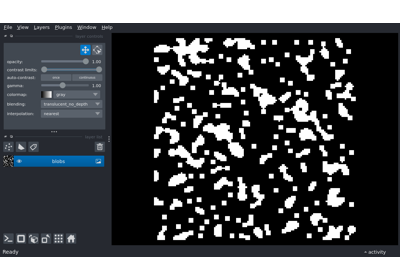 File View Layers Plugins Window Help
layer controls
opacity: 1.00
contrast limits:
auto-contrast: once continuous
gamma: 1.00
colormap: gray
blending: translucent_no_depth
interpolation: nearest
layer list
blobs
Ready
activity